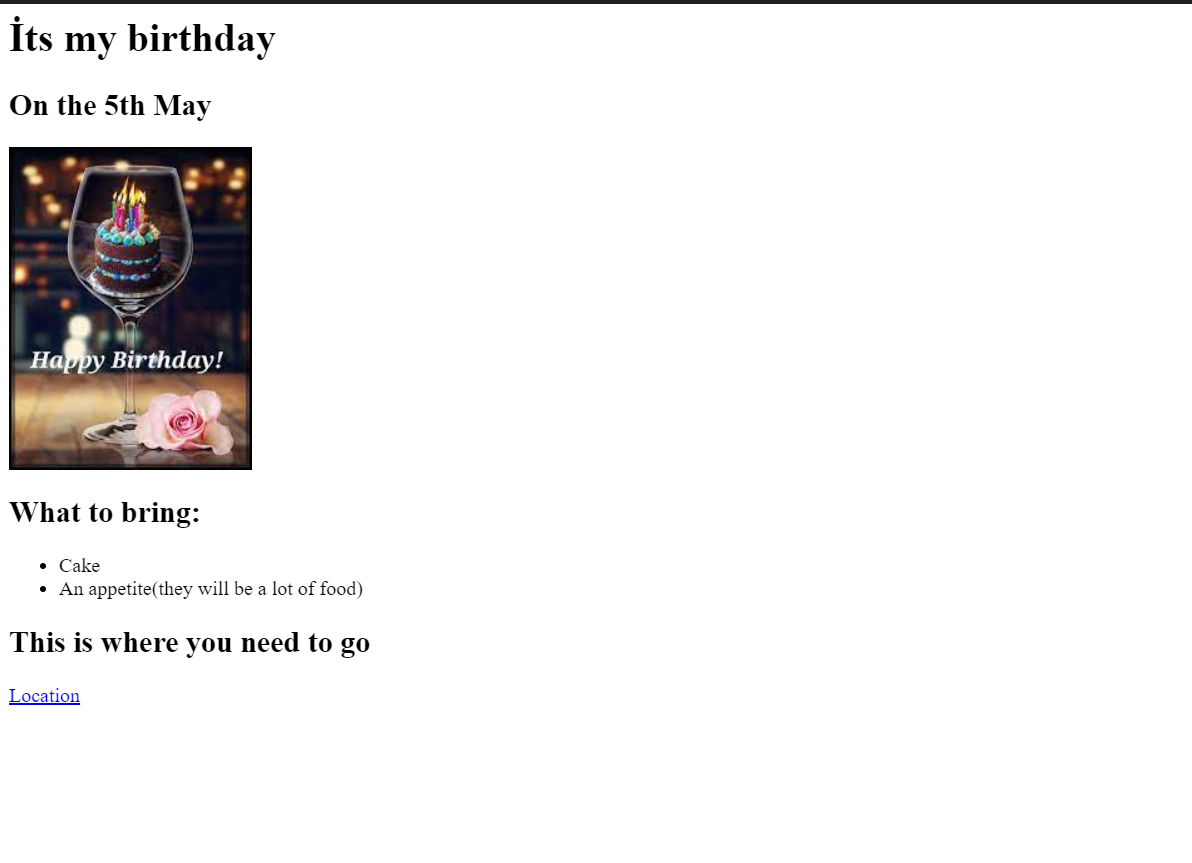 İts my birthday
On the 5th May
Happy Birthday!
What to bring:
Cake
An appetite(they will be a lot of food)
This is where you need to go
Location